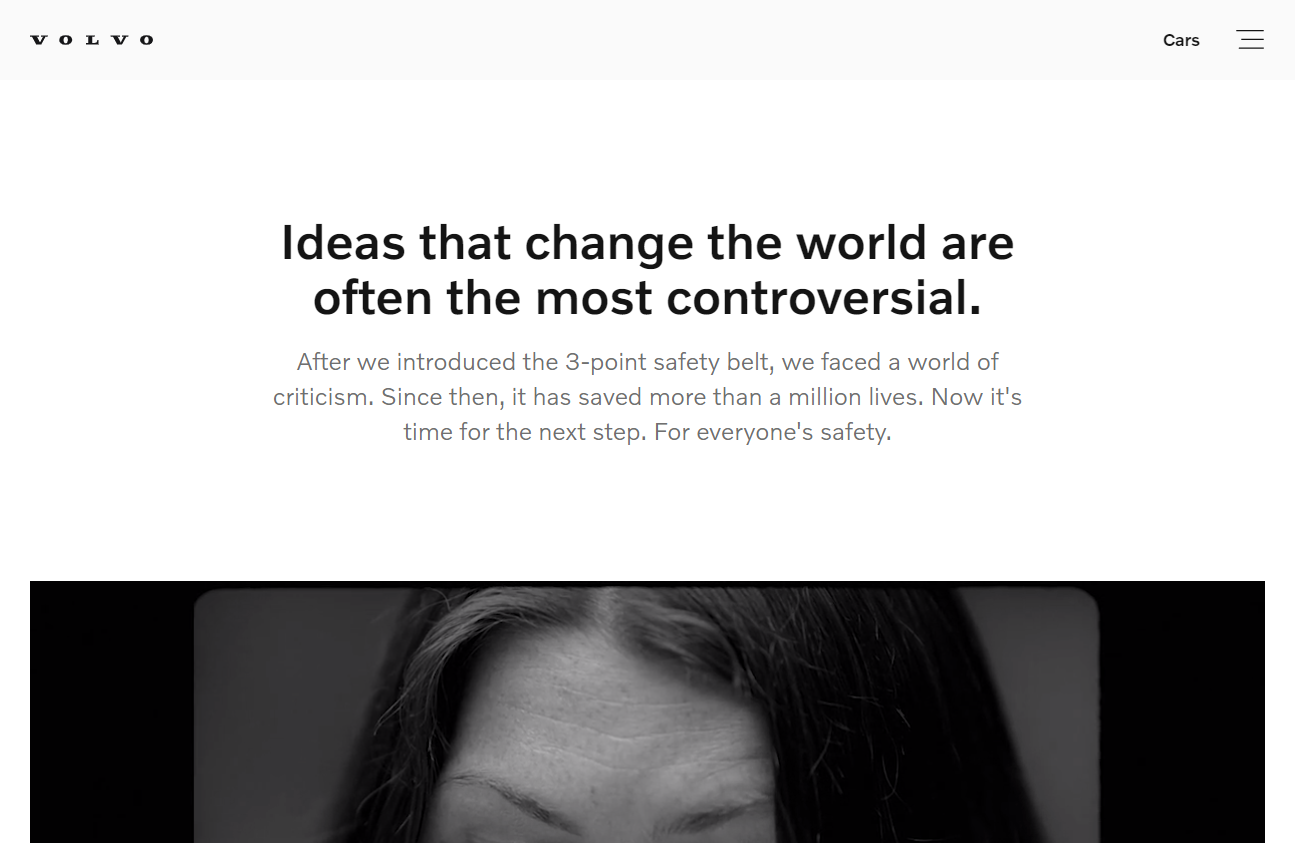 VOLVO
Cars
Ideas that change the world are
often the most controversial.
After we introduced the 3-point safety belt, we faced a world of
criticism. Since then, it has saved more than a million lives. Now it's
time for the next step. For everyone's safety.